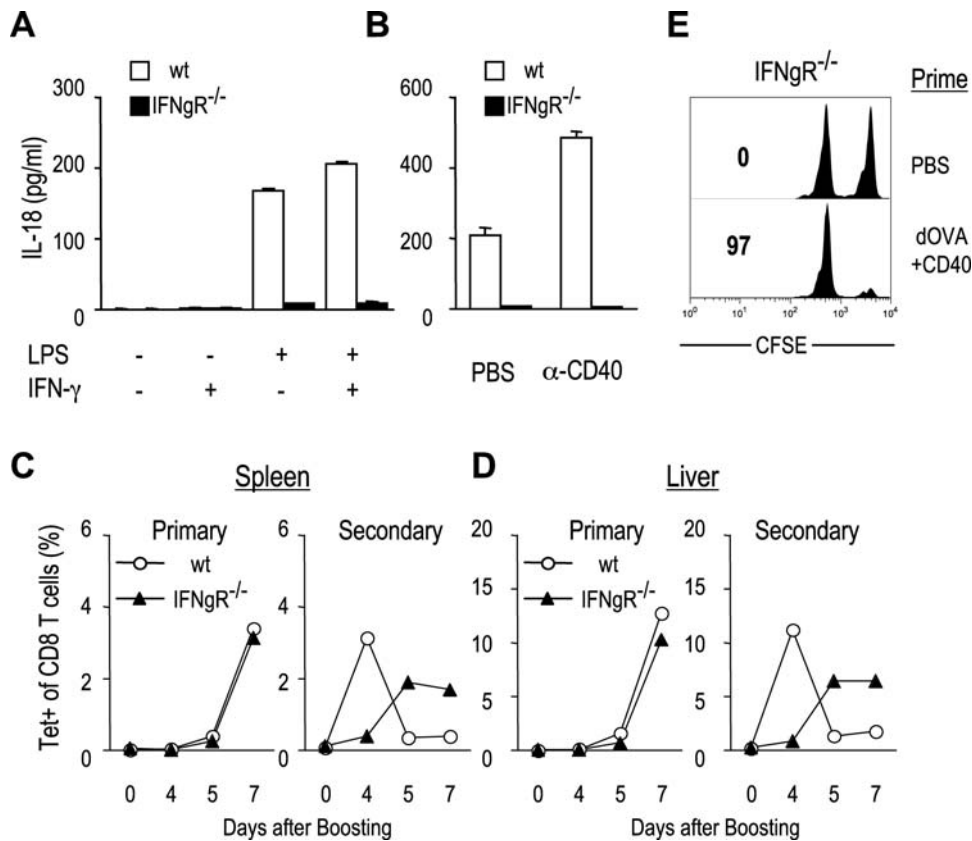 A
wt
IFNgR-/-
IL-18 (pg/ml)
300
200
100
0
LPS - - + +
IFN-γ - + - +
B
wt
IFNgR-/-
600
400
200
0
PBS α-CD40
E
IFNgR-/-
Prime
0
PBS
97
dOVA
+CD40
10^0 10^1 10^2 10^3 10^4
CFSE
C
Spleen
Tet+ of CD8 T cells (%)
Primary
wt
IFNgR-/-
6
4
2
0
0 4 5 7
Secondary
6
4
2
0
0 4 5 7
Days after Boosting
D
Liver
Primary
wt
IFNgR-/-
20
15
10
5
0
0 4 5 7
Secondary
20
15
10
5
0
0 4 5 7
Days after Boosting